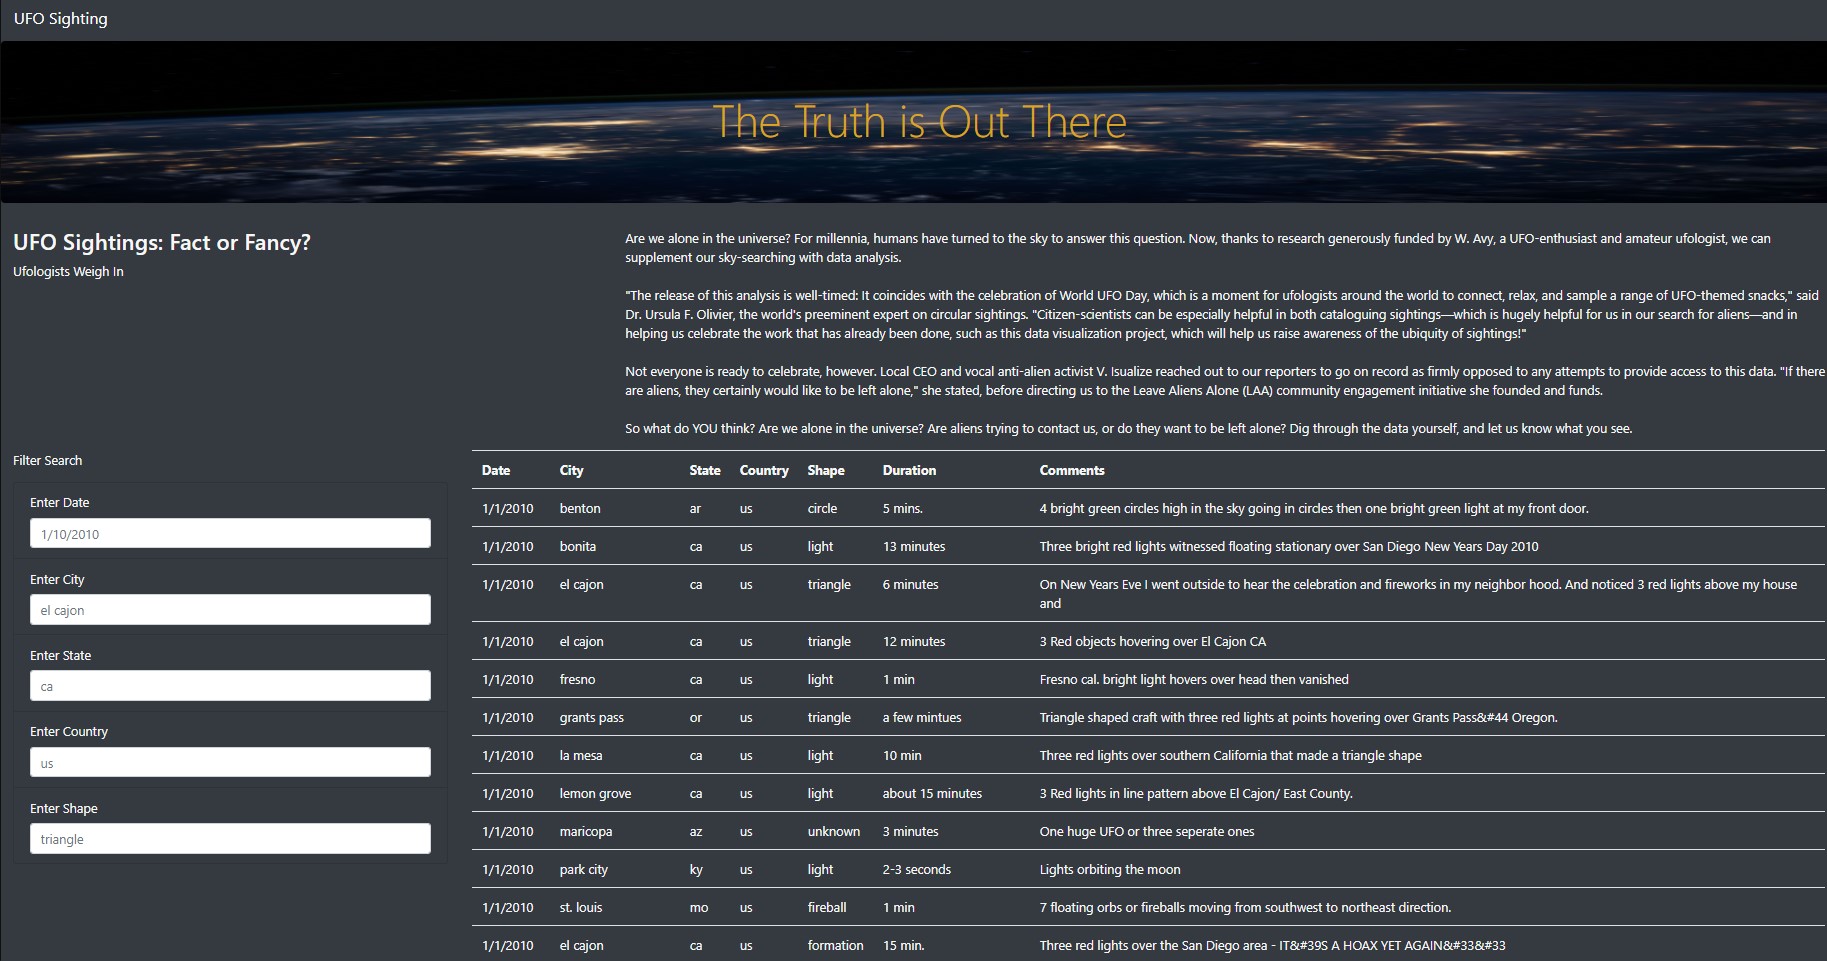 UFO Sighting
The Truth is Out There
UFO Sightings: Fact or Fancy?
Ufologists Weigh In
Are we alone in the universe? For millennia, humans have turned to the sky to answer this question. Now, thanks to research generously funded by W. Avy, a UFO-enthusiast and amateur ufologist, we can
supplement our sky-searching with data analysis.
"The release of this analysis is well-timed: It coincides with the celebration of World UFO Day, which is a moment for ufologists around the world to connect, relax, and sample a range of UFO-themed snacks," said
Dr. Ursula F. Olivier, the world's preeminent expert on circular sightings. "Citizen-scientists can be especially helpful in both cataloguing sightings—which is hugely helpful for us in our search for aliens—and in
helping us celebrate the work that has already been done, such as this data visualization project, which will help us raise awareness of the ubiquity of sightings!"
Not everyone is ready to celebrate, however. Local CEO and vocal anti-alien activist V. Isualize reached out to our reporters to go on record as firmly opposed to any attempts to provide access to this data. "If there
are aliens, they certainly would like to be left alone," she stated, before directing us to the Leave Aliens Alone (LAA) community engagement initiative she founded and funds.
So what do YOU think? Are we alone in the universe? Are aliens trying to contact us, or do they want to be left alone? Dig through the data yourself, and let us know what you see.
Filter Search
Enter Date
1/10/2010
Enter City
el cajon
Enter State
ca
Enter Country
us
Enter Shape
triangle
Date City State Country Shape Duration Comments
1/1/2010 benton ar us circle 5 mins. 4 bright green circles high in the sky going in circles then one bright green light at my front door.
1/1/2010 bonita ca us light 13 minutes Three bright red lights witnessed floating stationary over San Diego New Years Day 2010
1/1/2010 el cajon ca us triangle 6 minutes On New Years Eve I went outside to hear the celebration and fireworks in my neighbor hood. And noticed 3 red lights above my house
and
1/1/2010 el cajon ca us triangle 12 minutes 3 Red objects hovering over El Cajon CA
1/1/2010 fresno ca us light 1 min Fresno cal. bright light hovers over head then vanished
1/1/2010 grants pass or us triangle a few mintues Triangle shaped craft with three red lights at points hovering over Grants Pass&#44 Oregon.
1/1/2010 la mesa ca us light 10 min Three red lights over southern California that made a triangle shape
1/1/2010 lemon grove ca us light about 15 minutes 3 Red lights in line pattern above El Cajon/ East County.
1/1/2010 maricopa az us unknown 3 minutes One huge UFO or three seperate ones
1/1/2010 park city ky us light 2-3 seconds Lights orbiting the moon
1/1/2010 st. louis mo us fireball 1 min 7 floating orbs or fireballs moving from southwest to northeast direction.
1/1/2010 el cajon ca us formation 15 min. Three red lights over the San Diego area - IT&#39S A HOAX YET AGAIN&#33&#33